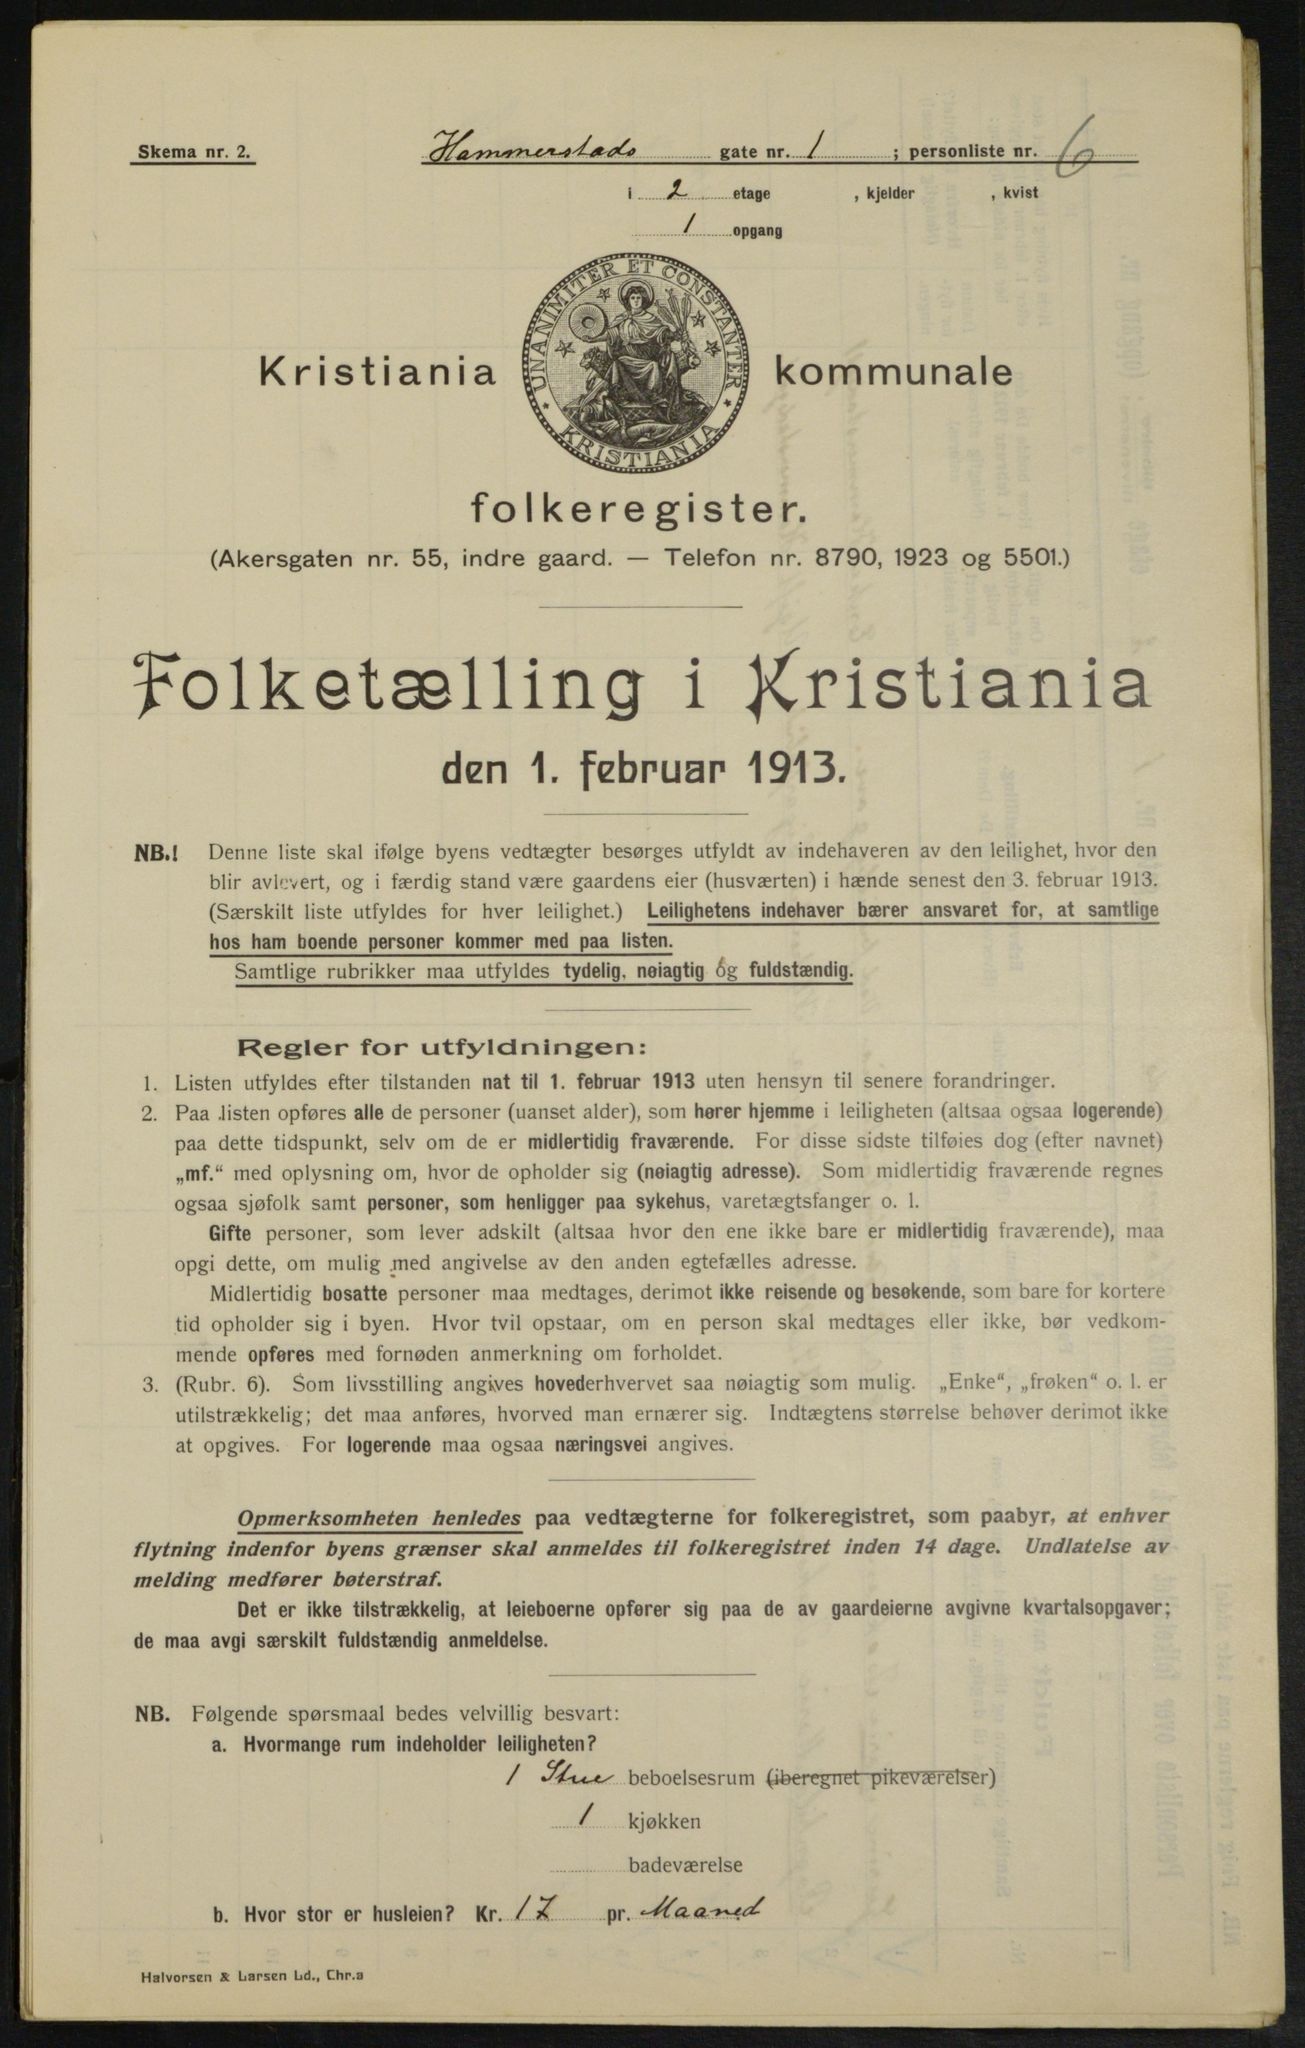 Skema nr. 2. Hammerstads gate nr. 1 ; personliste nr. 6
i 2 etage , kjelder , kvist
1 opgang
UNANIMITER ET CONSTANTER
KRISTIANIA
Kristiania kommunale
folkeregister.
(Akersgaten nr. 55, indre gaard. — Telefon nr. 8790, 1923 og 5501.)
Folketælling i Kristiania
den 1. februar 1913.
NB.! Denne liste skal ifølge byens vedtægter besørges utfyldt av indehaveren av den leilighet, hvor den
blir avlevert, og i færdig stand være gaardens eier (husværten) i hænde senest den 3. februar 1913.
(Særskilt liste utfyldes for hver leilighet.) Leilighetens indehaver bærer ansvaret for, at samtlige
hos ham boende personer kommer med paa listen.
Samtlige rubrikker maa utfyldes tydelig, nøiagtig og fuldstændig.
Regler for utfyldningen:
1. Listen utfyldes efter tilstanden nat til 1. februar 1913 uten hensyn til senere forandringer.
2. Paa listen opføres alle de personer (uanset alder), som hører hjemme i leiligheten (altsaa ogsaa logerende)
paa dette tidspunkt, selv om de er midlertidig fraværende. For disse sidste tilføies dog (efter navnet)
„mf.“ med oplysning om, hvor de opholder sig (nøiagtig adresse). Som midlertidig fraværende regnes
ogsaa sjøfolk samt personer, som henligger paa sykehus, varetægtsfanger o. l.
Gifte personer, som lever adskilt (altsaa hvor den ene ikke bare er midlertidig fraværende), maa
opgi dette, om mulig med angivelse av den anden egtefælles adresse.
Midlertidig bosatte personer maa medtages, derimot ikke reisende og besøkende, som bare for kortere
tid opholder sig i byen. Hvor tvil opstaar, om en person skal medtages eller ikke, bør vedkom-
mende opføres med fornøden anmerkning om forholdet.
3. (Rubr. 6). Som livsstilling angives hovederhvervet saa nøiagtig som mulig. „Enke“, „frøken“ o. l. er
utilstrækkelig; det maa anføres, hvorved man ernærer sig. Indtægtens størrelse behøver derimot ikke
at opgives. For logerende maa ogsaa næringsvei angives.
Opmerksomheten henledes paa vedtægterne for folkeregistret, som paabyr, at enhver
flytning indenfor byens grænser skal anmeldes til folkeregistret inden 14 dage. Undlatelse av
melding medfører bøterstraf.
Det er ikke tilstrækkelig, at leieboerne opfører sig paa de av gaardeierne avgivne kvartalsopgaver;
de maa avgi særskilt fuldstændig anmeldelse.
NB. Følgende spørsmaal bedes velvillig besvart:
a. Hvormange rum indeholder leiligheten?
1 Stue beboelsesrum (iberegnet pikeværelser)
1 kjøkken
badeværelse
b. Hvor stor er husleien? Kr. 17 pr. Maaned
Halvorsen & Larsen Ld., Chr.a